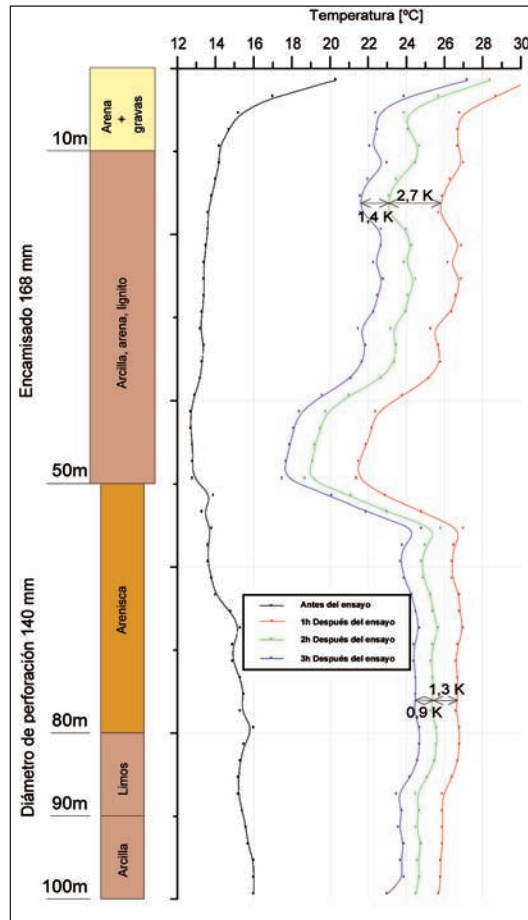 Temperatura [ºC]
12 14 16 18 20 22 24 26 28 30
Arena
+
gravas
10m
2,7 K
1,4 K
Encamisado 168 mm
Arcilla, arena, lignito
50m
Arenisca
Antes del ensayo
1h Después del ensayo
2h Después del ensayo
3h Después del ensayo
1,3 K
0,9 K
Diámetro de perforación 140 mm
80m
Limos
90m
Arcilla
100m